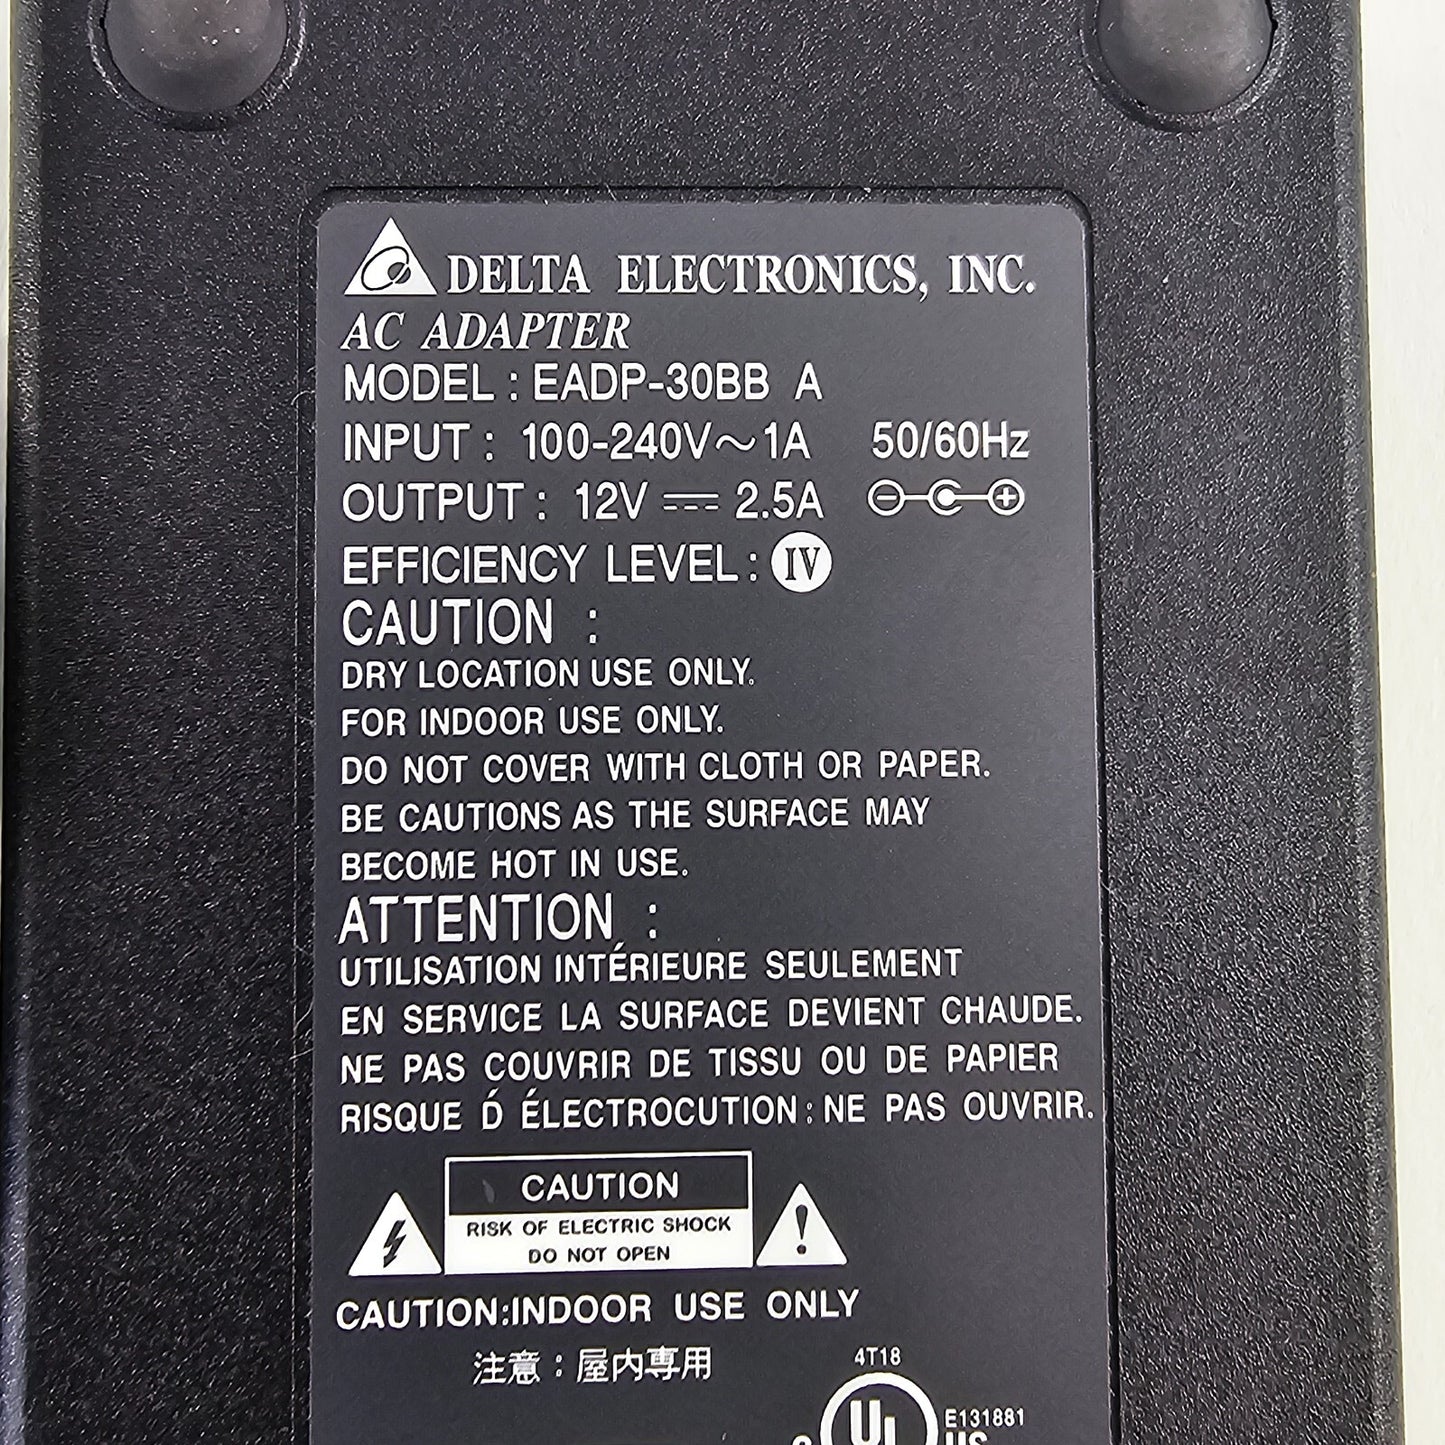 DELTA ELECTRONICS, INC.
AC ADAPTER
MODEL : EADP-30BB A
INPUT : 100-240V～1A 50/60Hz
OUTPUT : 12V ⎓ 2.5A
EFFICIENCY LEVEL : IV
CAUTION :
DRY LOCATION USE ONLY.
FOR INDOOR USE ONLY.
DO NOT COVER WITH CLOTH OR PAPER.
BE CAUTIONS AS THE SURFACE MAY
BECOME HOT IN USE.
ATTENTION :
UTILISATION INTÉRIEURE SEULEMENT
EN SERVICE LA SURFACE DEVIENT CHAUDE.
NE PAS COUVRIR DE TISSU OU DE PAPIER
RISQUE D́ ÉLECTROCUTION : NE PAS OUVRIR.
CAUTION
RISK OF ELECTRIC SHOCK
DO NOT OPEN
CAUTION:INDOOR USE ONLY
注意：屋内専用
4T18
UL
E131881
US